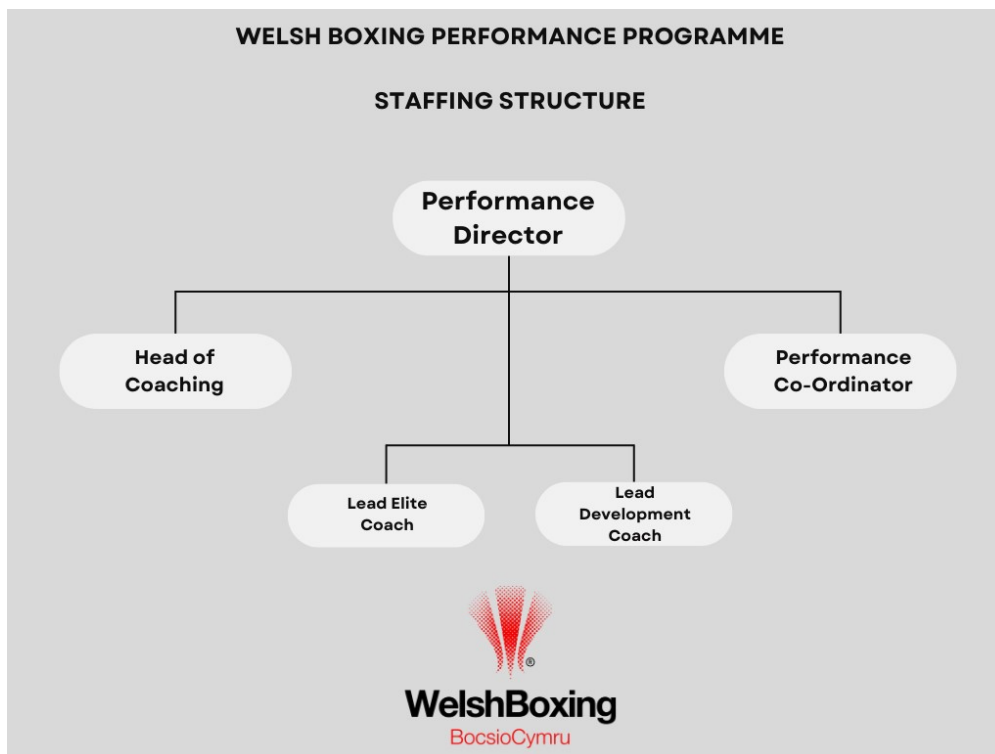 WELSH BOXING PERFORMANCE PROGRAMME
STAFFING STRUCTURE
Performance
Director
Head of
Coaching
Performance
Co-Ordinator
Lead Elite
Coach
Lead
Development
Coach
®
WelshBoxing
BocsioCymru